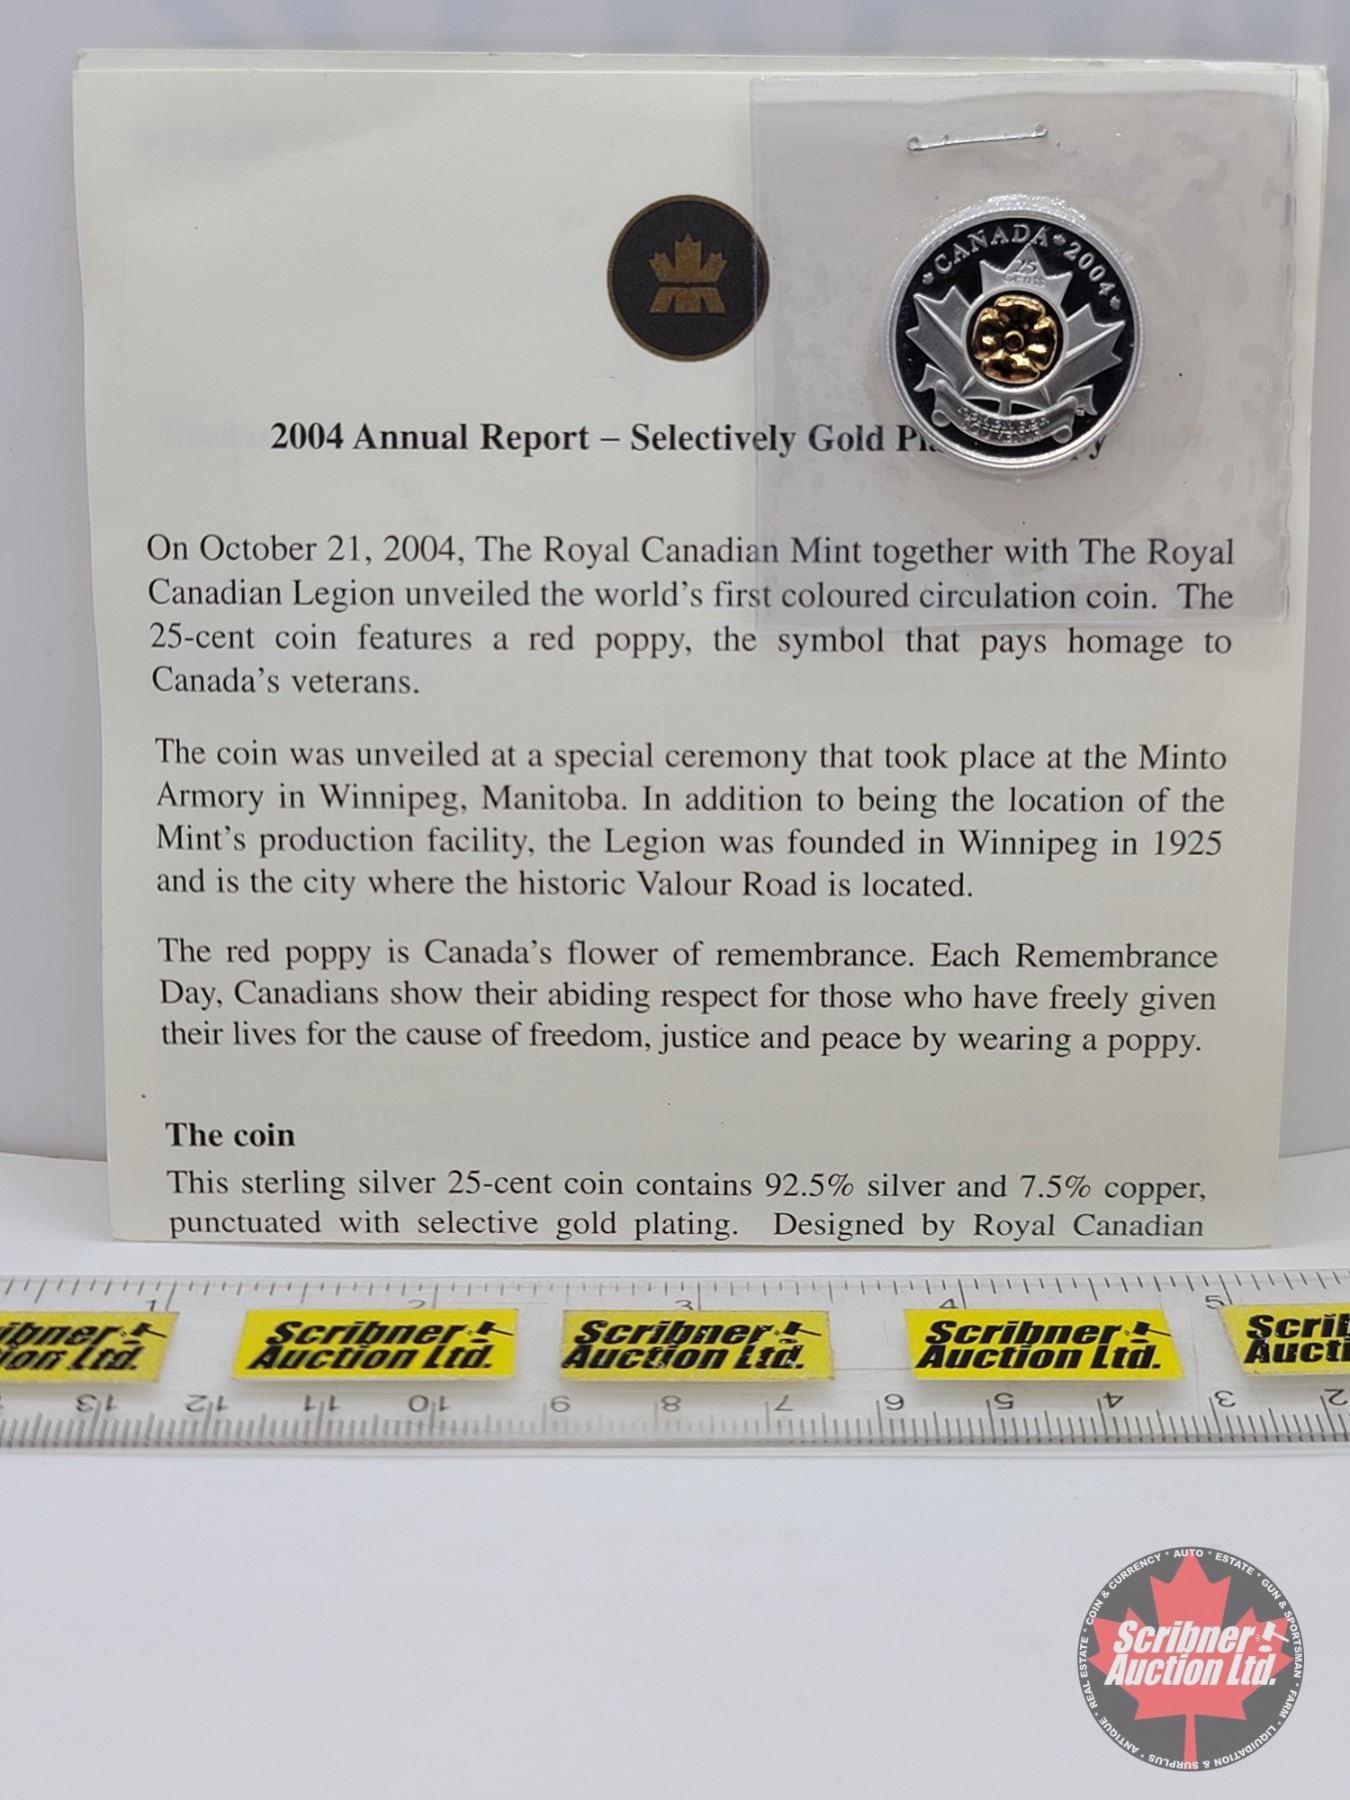 CANADA 2004
25
CENTS
2004 Annual Report – Selectively Gold
On October 21, 2004, The Royal Canadian Mint together with The Royal
Canadian Legion unveiled the world's first coloured circulation coin. The
25-cent coin features a red poppy, the symbol that pays homage to
Canada's veterans.
The coin was unveiled at a special ceremony that took place at the Minto
Armory in Winnipeg, Manitoba. In addition to being the location of the
Mint's production facility, the Legion was founded in Winnipeg in 1925
and is the city where the historic Valour Road is located.
The red poppy is Canada's flower of remembrance. Each Remembrance
Day, Canadians show their abiding respect for those who have freely given
their lives for the cause of freedom, justice and peace by wearing a poppy.
The coin
This sterling silver 25-cent coin contains 92.5% silver and 7.5% copper,
punctuated with selective gold plating. Designed by Royal Canadian
1 2 3 4 5
ibner Scribner Scribner Scribner Scrib
ion Ltd. Auction Ltd. Auction Ltd. Auction Ltd. Aucti
13 12 11 10 9 8 7 6 5 4 3 2
COIN & CURRENCY * AUTO * ESTATE * GUN & SPORTSMAN * FARM * LIQUIDATION & SURPLUS * ANTIQUE * REAL ESTATE *
Scribner
Auction Ltd.